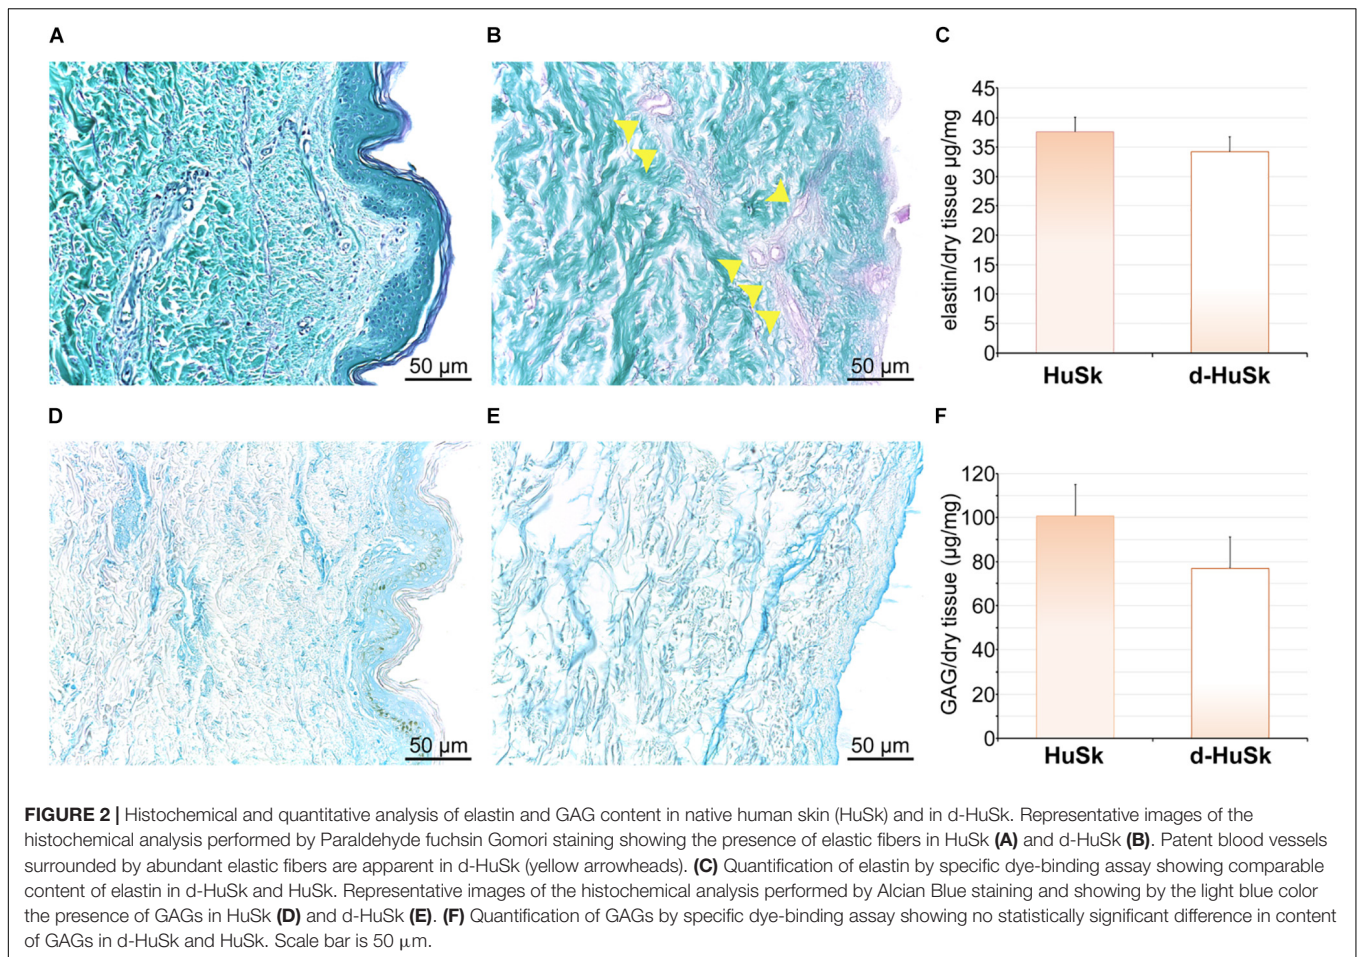 A
B
C
50 μm
50 μm
elastin/dry tissue μg/mg
45
40
35
30
25
20
15
10
5
0
HuSk
d-HuSk
D
E
F
50 μm
50 μm
GAG/dry tissue (μg/mg)
120
100
80
60
40
20
0
HuSk
d-HuSk
FIGURE 2 | Histochemical and quantitative analysis of elastin and GAG content in native human skin (HuSk) and in d-HuSk. Representative images of the
histochemical analysis performed by Paraldehyde fuchsin Gomori staining showing the presence of elastic fibers in HuSk (A) and d-HuSk (B). Patent blood vessels
surrounded by abundant elastic fibers are apparent in d-HuSk (yellow arrowheads). (C) Quantification of elastin by specific dye-binding assay showing comparable
content of elastin in d-HuSk and HuSk. Representative images of the histochemical analysis performed by Alcian Blue staining and showing by the light blue color
the presence of GAGs in HuSk (D) and d-HuSk (E). (F) Quantification of GAGs by specific dye-binding assay showing no statistically significant difference in content
of GAGs in d-HuSk and HuSk. Scale bar is 50 μm.